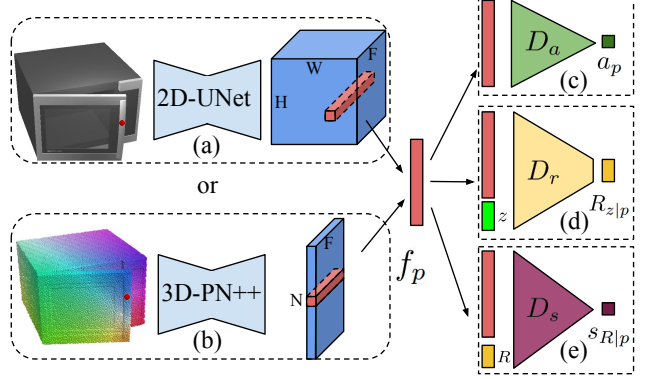 2D-UNet
(a)
W
F
H
or
3D-PN++
(b)
F
N
f_p
D_a
a_p
(c)
z
D_r
R_{z|p}
(d)
R
D_s
s_{R|p}
(e)